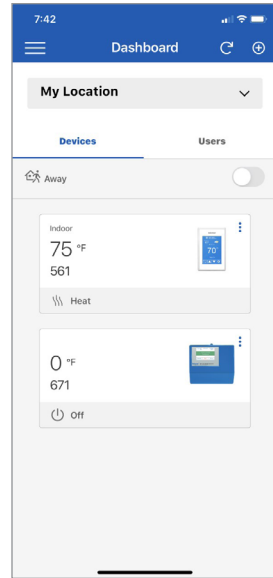 7:42
Dashboard
My Location
Devices
Users
Away
Indoor
75 °F
561
70°
Heat
0 °F
671
Off